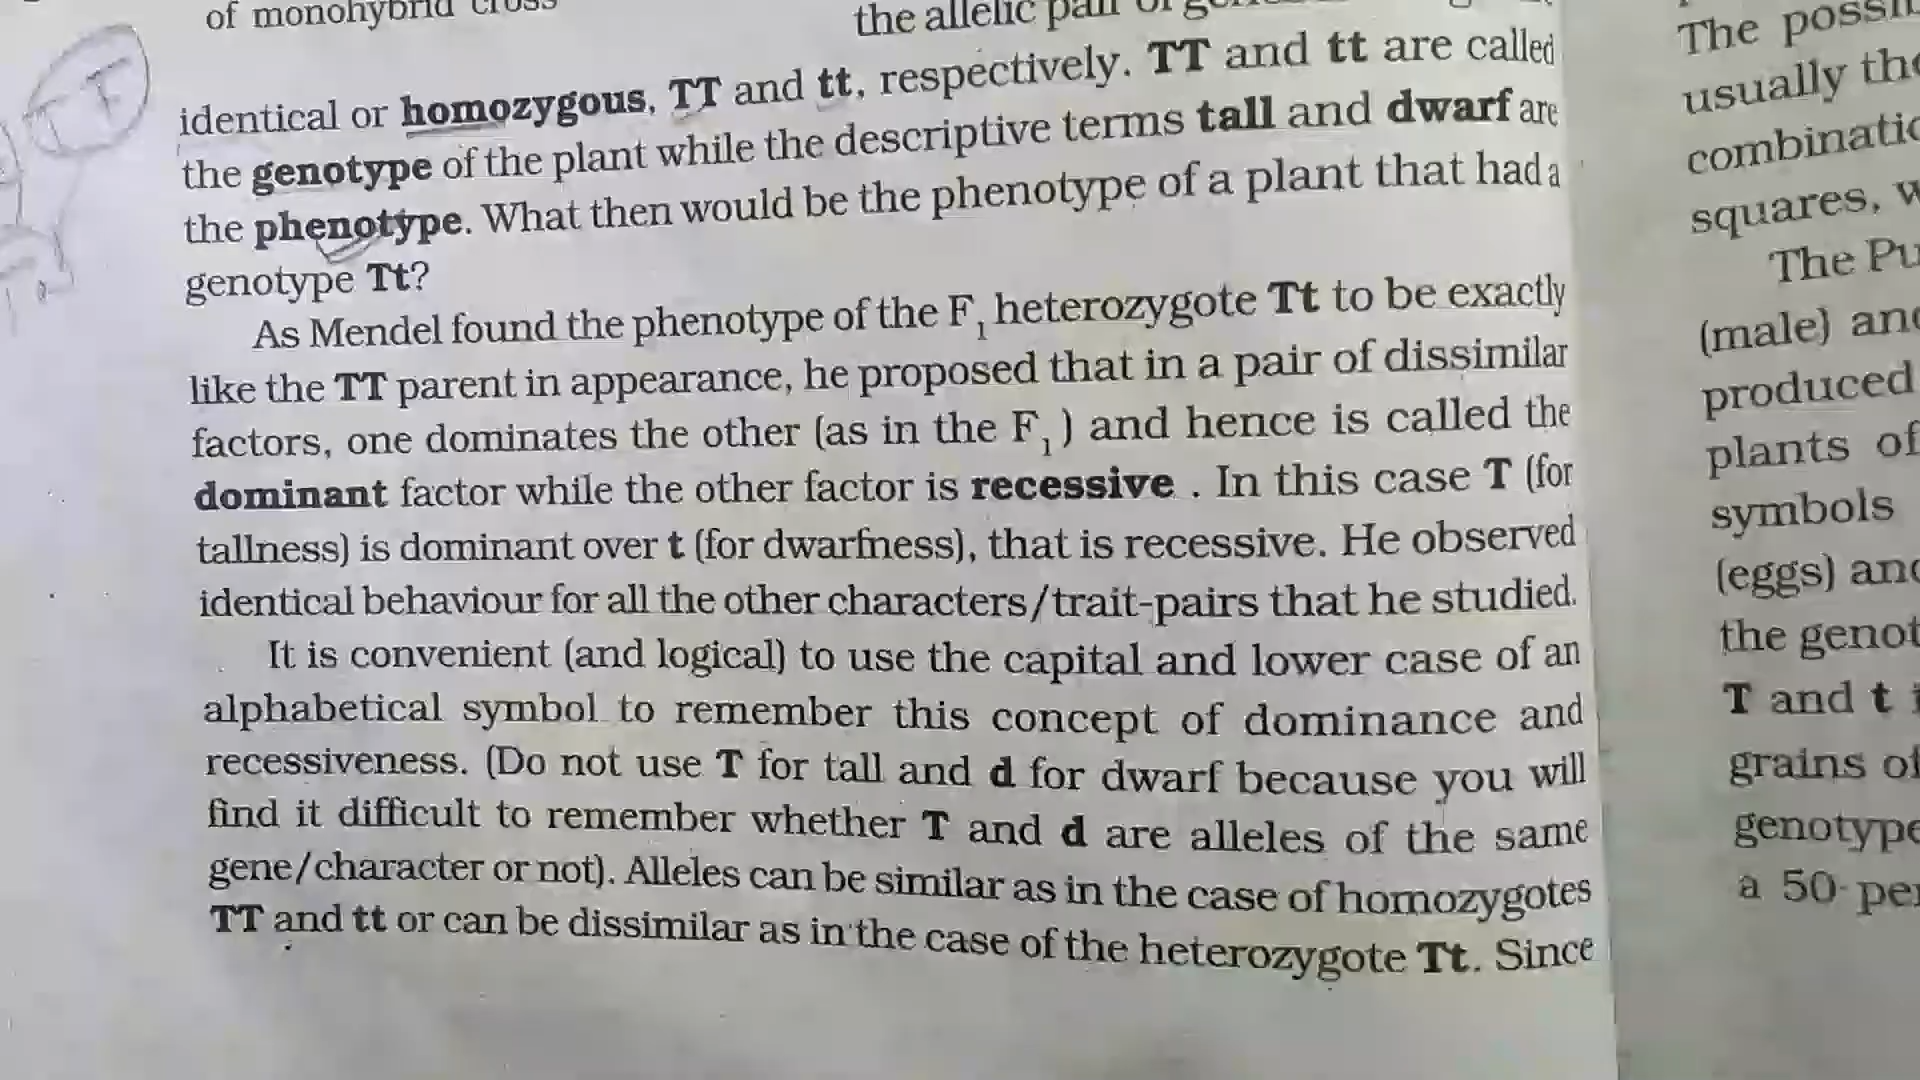 of monohybrid cross
the allelic pair of
identical or homozygous, TT and tt, respectively. TT and tt are called
the genotype of the plant while the descriptive terms tall and dwarf are
the phenotype. What then would be the phenotype of a plant that had a
genotype Tt?
As Mendel found the phenotype of the F1 heterozygote Tt to be exactly
like the TT parent in appearance, he proposed that in a pair of dissimilar
factors, one dominates the other (as in the F1 ) and hence is called the
dominant factor while the other factor is recessive . In this case T (for
tallness) is dominant over t (for dwarfness), that is recessive. He observed
identical behaviour for all the other characters/trait-pairs that he studied.
It is convenient (and logical) to use the capital and lower case of an
alphabetical symbol to remember this concept of dominance and
recessiveness. (Do not use T for tall and d for dwarf because you will
find it difficult to remember whether T and d are alleles of the same
gene/character or not). Alleles can be similar as in the case of homozygotes
TT and tt or can be dissimilar as in the case of the heterozygote Tt. Since
The
usually
squares,
The
(male)
produced
plants of
symbols
(eggs)
the
T and t
grains
a 50
T T